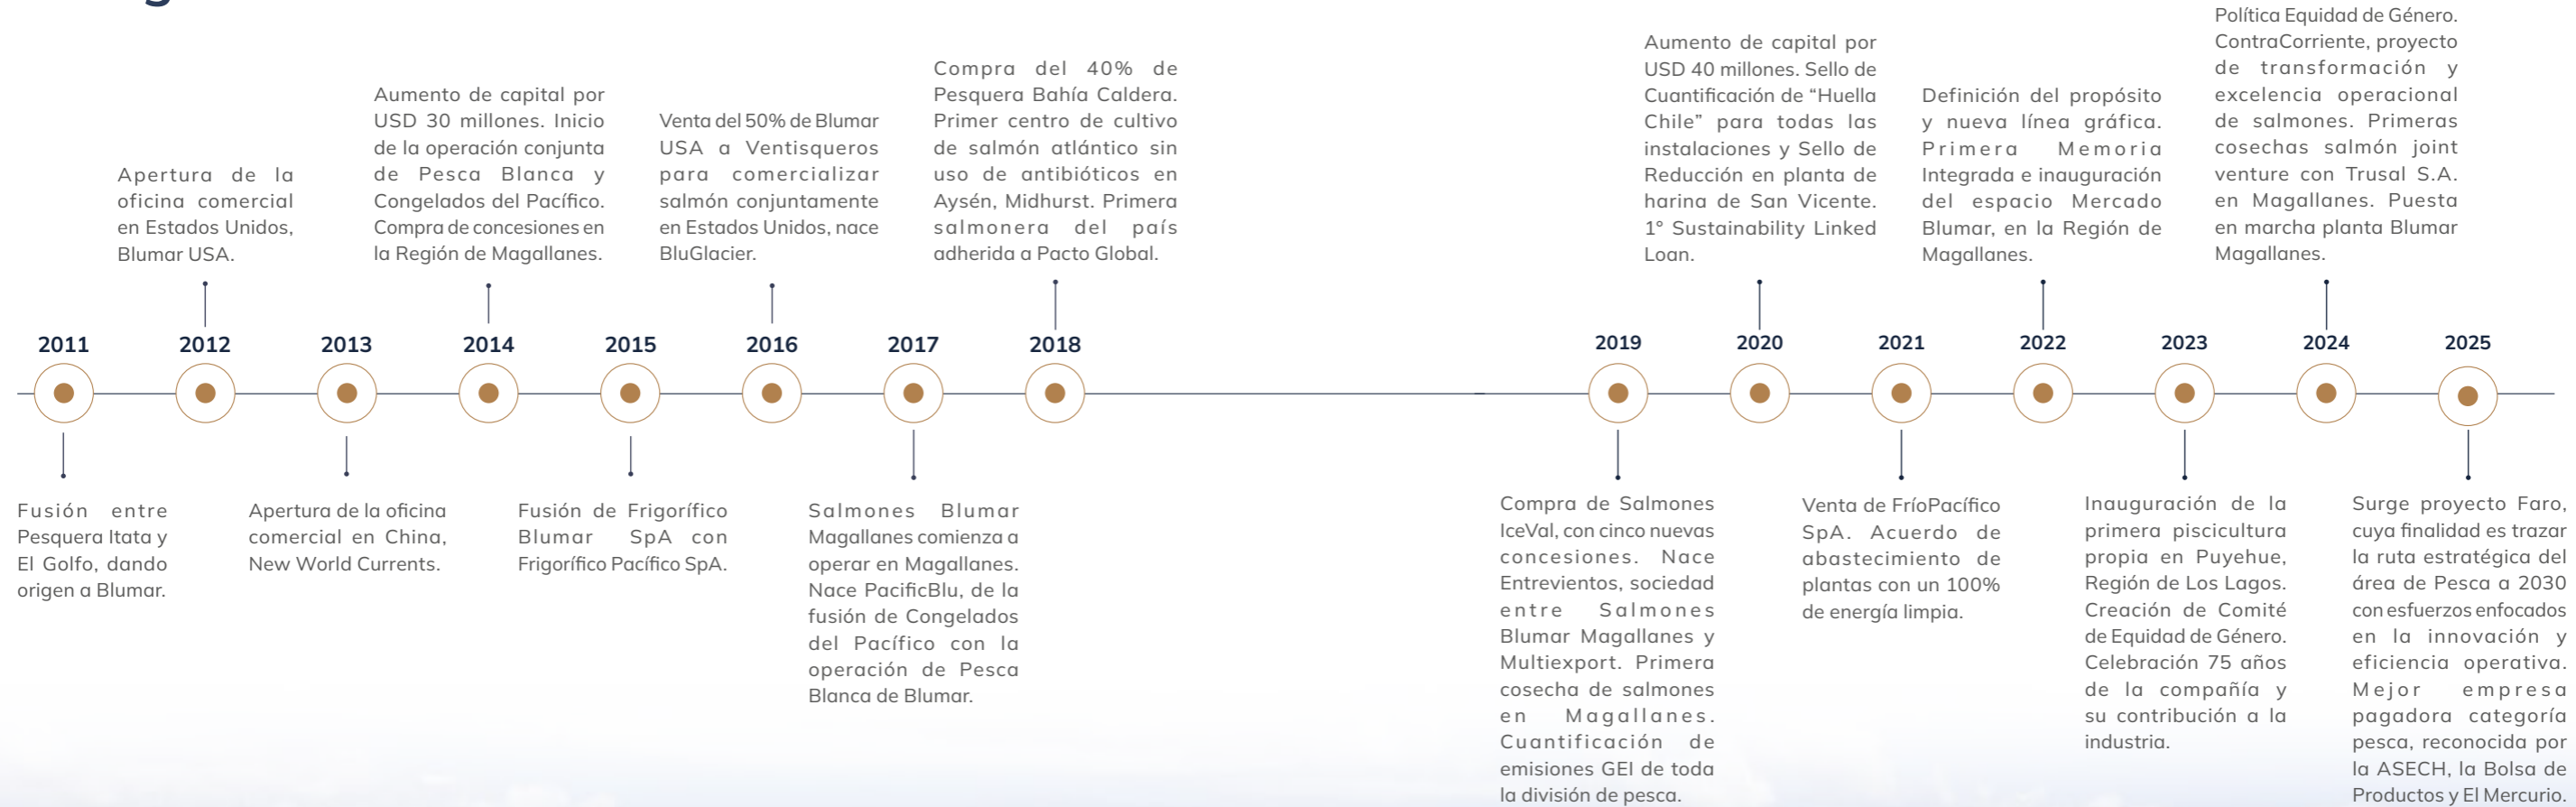 2011
Fusión entre
Pesquera Itata y
El Golfo, dando
origen a Blumar.
Apertura de la
oficina comercial
en Estados Unidos,
Blumar USA.
2012
2013
Apertura de la oficina
comercial en China,
New World Currents.
Aumento de capital por
USD 30 millones. Inicio
de la operación conjunta
de Pesca Blanca y
Congelados del Pacífico.
Compra de concesiones en
la Región de Magallanes.
2014
2015
Fusión de Frigorífico
Blumar SpA con
Frigorífico Pacífico SpA.
Venta del 50% de Blumar
USA a Ventisqueros
para comercializar
salmón conjuntamente
en Estados Unidos, nace
BluGlacier.
2016
2017
Salmones Blumar
Magallanes comienza a
operar en Magallanes.
Nace PacificBlu, de la
fusión de Congelados
del Pacífico con la
operación de Pesca
Blanca de Blumar.
Compra del 40% de
Pesquera Bahía Caldera.
Primer centro de cultivo
de salmón atlántico sin
uso de antibióticos en
Aysén, Midhurst. Primera
salmonera del país
adherida a Pacto Global.
2018
2019
Compra de Salmones
IceVal, con cinco nuevas
concesiones. Nace
Entrevientos, sociedad
entre Salmones
Blumar Magallanes y
Multiexport. Primera
cosecha de salmones
en Magallanes.
Cuantificación de
emisiones GEI de toda
la división de pesca.
Aumento de capital por
USD 40 millones. Sello de
Cuantificación de “Huella
Chile” para todas las
instalaciones y Sello de
Reducción en planta de
harina de San Vicente.
1° Sustainability Linked
Loan.
2020
2021
Venta de FríoPacífico
SpA. Acuerdo de
abastecimiento de
plantas con un 100%
de energía limpia.
Definición del propósito
y nueva línea gráfica.
Primera Memoria
Integrada e inauguración
del espacio Mercado
Blumar, en la Región de
Magallanes.
2022
2023
Inauguración de la
primera piscicultura
propia en Puyehue,
Región de Los Lagos.
Creación de Comité
de Equidad de Género.
Celebración 75 años
de la compañía y
su contribución a la
industria.
Política Equidad de Género.
ContraCorriente, proyecto
de transformación y
excelencia operacional
de salmones. Primeras
cosechas salmón joint
venture con Trusal S.A.
en Magallanes. Puesta
en marcha planta Blumar
Magallanes.
2024
2025
Surge proyecto Faro,
cuya finalidad es trazar
la ruta estratégica del
área de Pesca a 2030
con esfuerzos enfocados
en la innovación y
eficiencia operativa.
Mejor empresa
pagadora categoría
pesca, reconocida por
la ASECH, la Bolsa de
Productos y El Mercurio.